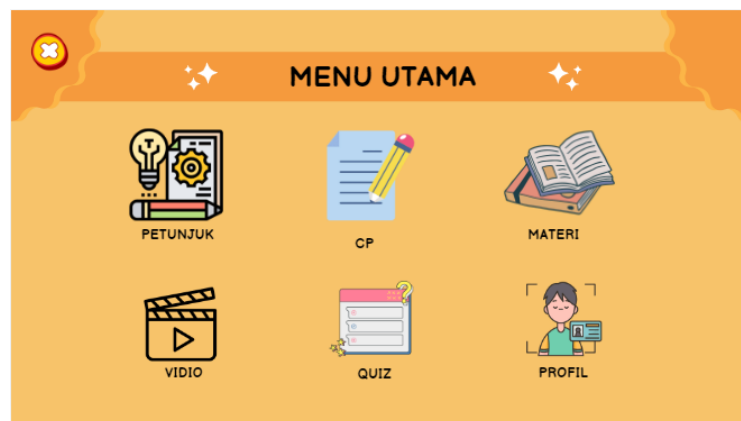 MENU UTAMA
PETUNJUK
CP
MATERI
VIDIO
QUIZ
PROFIL